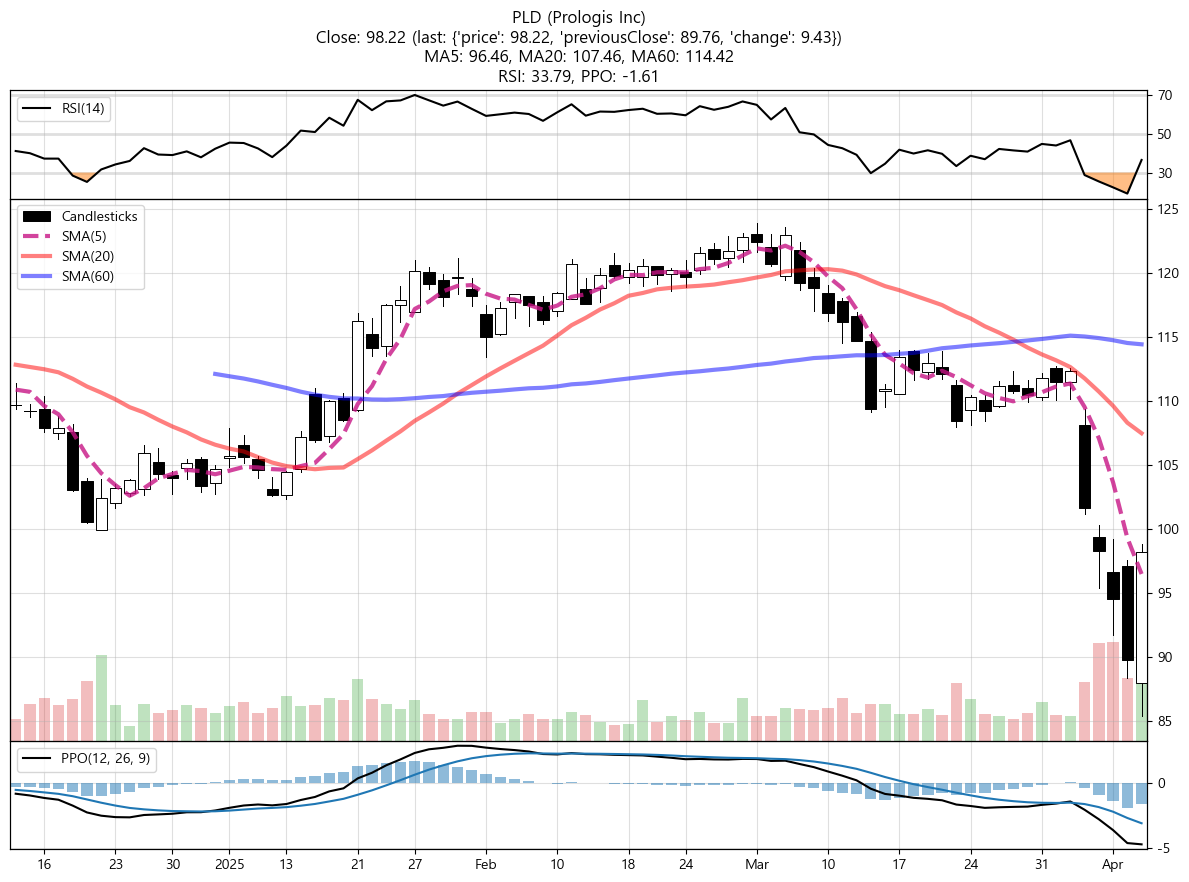 PLD (Prologis Inc)
Close: 98.22 (last: {'price': 98.22, 'previousClose': 89.76, 'change': 9.43})
MA5: 96.46, MA20: 107.46, MA60: 114.42
RSI: 33.79, PPO: -1.61
RSI(14)
70
50
30
Candlesticks
SMA(5)
SMA(20)
SMA(60)
125
120
115
110
105
100
95
90
85
PPO(12, 26, 9)
0
-5
16 23 30 2025 13 21 27 Feb 10 18 24 Mar 10 17 24 31 Apr